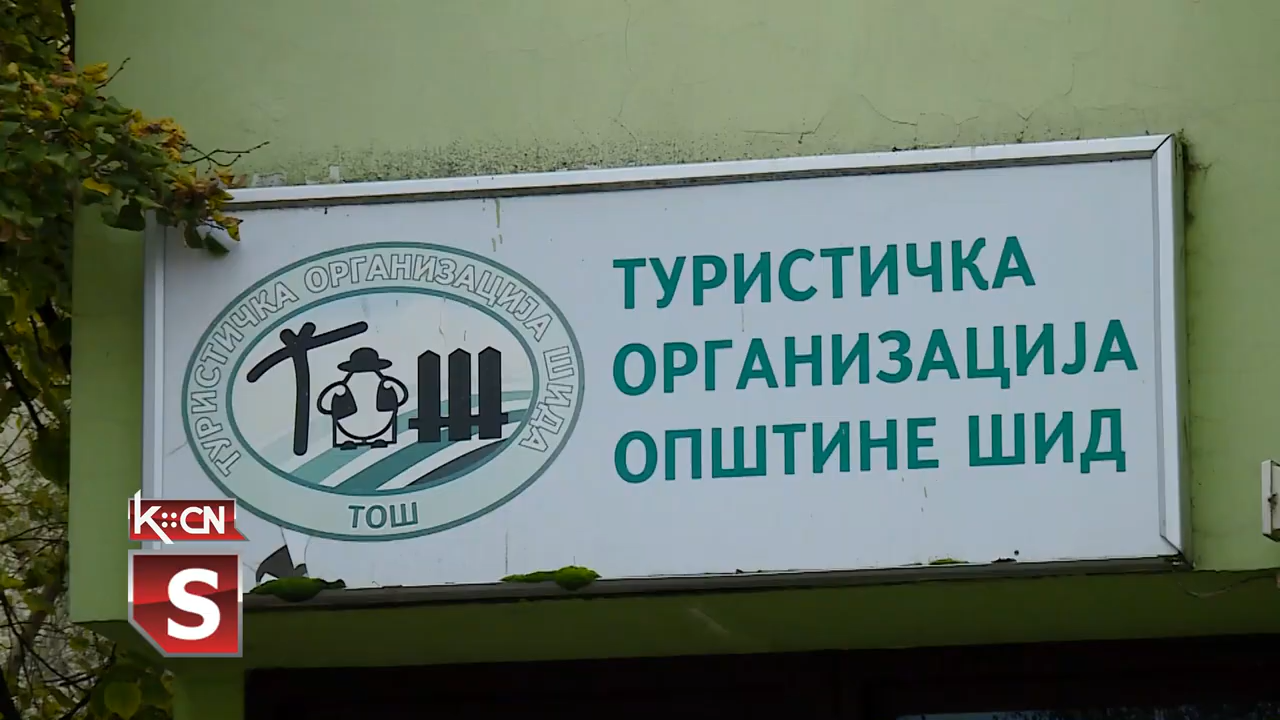 ТУРИСТИЧКА ОРГАНИЗАЦИЈА ШИДА
ТОШ
ТОШ
ТУРИСТИЧКА
ОРГАНИЗАЦИЈА
ОПШТИНЕ ШИД
K::CN
S